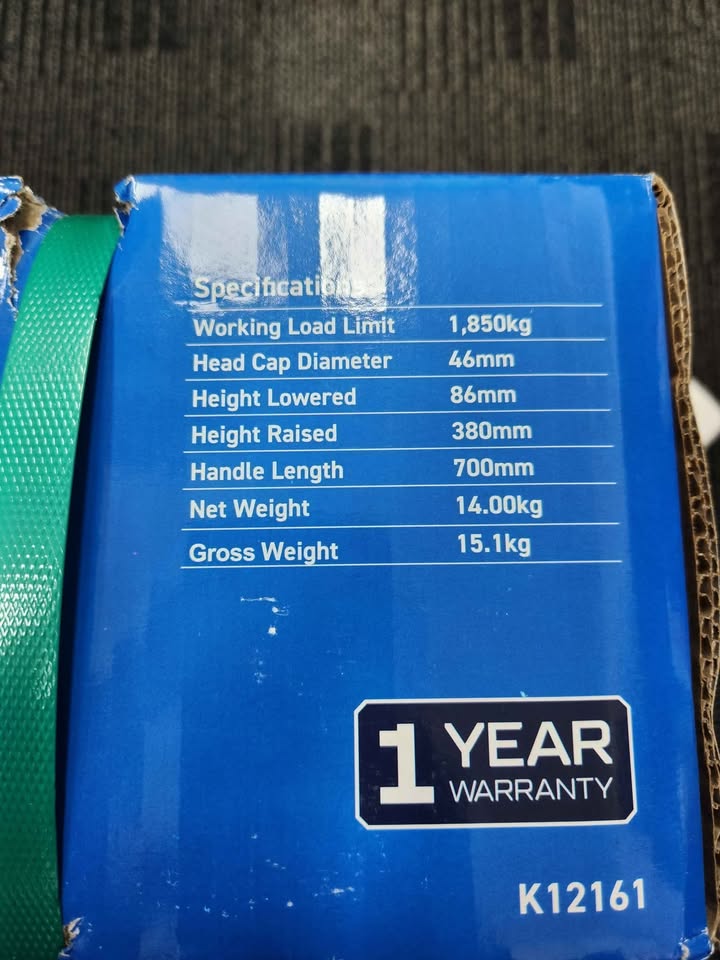 Specifications
Working Load Limit 1,850kg
Head Cap Diameter 46mm
Height Lowered 86mm
Height Raised 380mm
Handle Length 700mm
Net Weight 14.00kg
Gross Weight 15.1kg
1 YEAR
WARRANTY
K12161